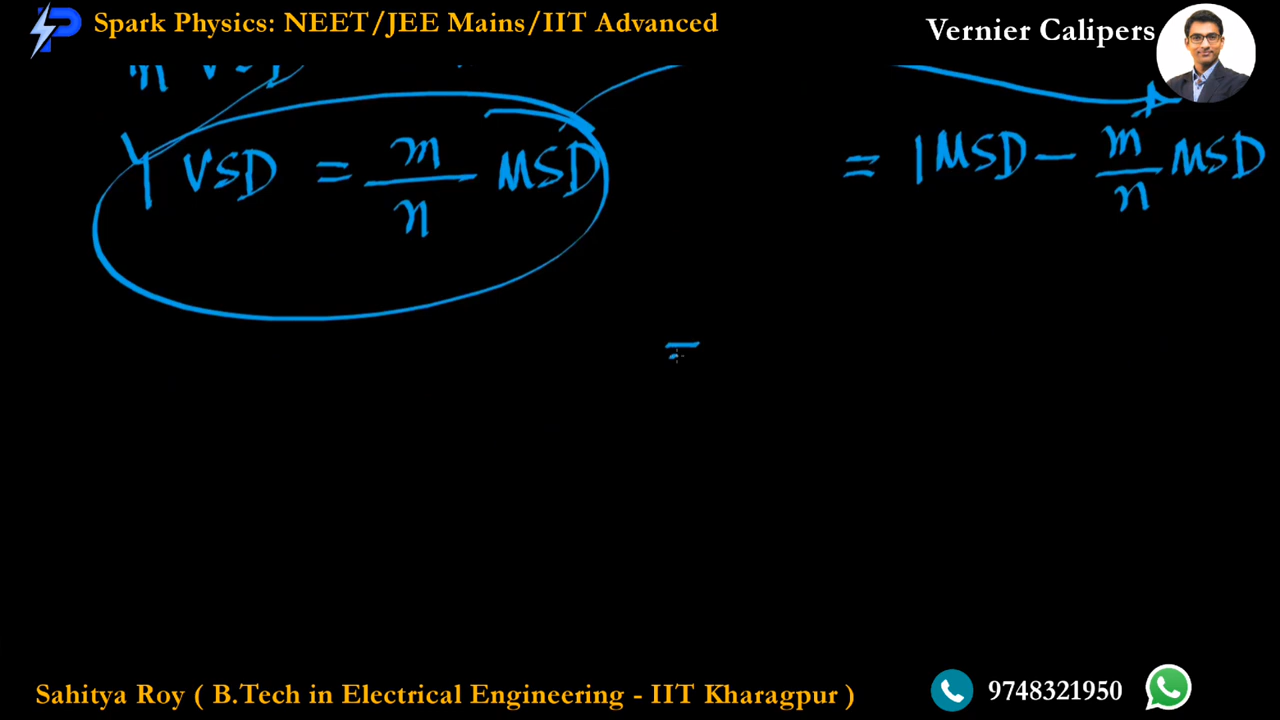 Spark Physics: NEET/JEE Mains/IIT Advanced
Vernier Calipers
1 VSD = m/n MSD
= 1 MSD - m/n MSD
=
Sahitya Roy ( B.Tech in Electrical Engineering - IIT Kharagpur )
9748321950